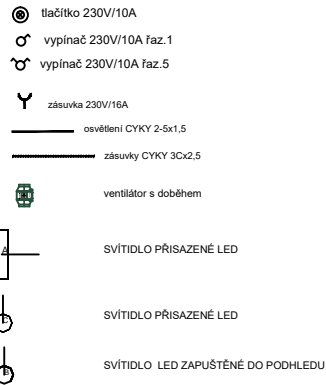 tlačítko 230V/10A
vypínač 230V/10A řaz.1
vypínač 230V/10A řaz.5
zásuvka 230V/16A
osvětlení CYKY 2-5x1,5
zásuvky CYKY 3Cx2,5
ventilátor s doběhem
A SVÍTIDLO PŘISAZENÉ LED
C SVÍTIDLO PŘISAZENÉ LED
B SVÍTIDLO LED ZAPUŠTĚNÉ DO PODHLEDU